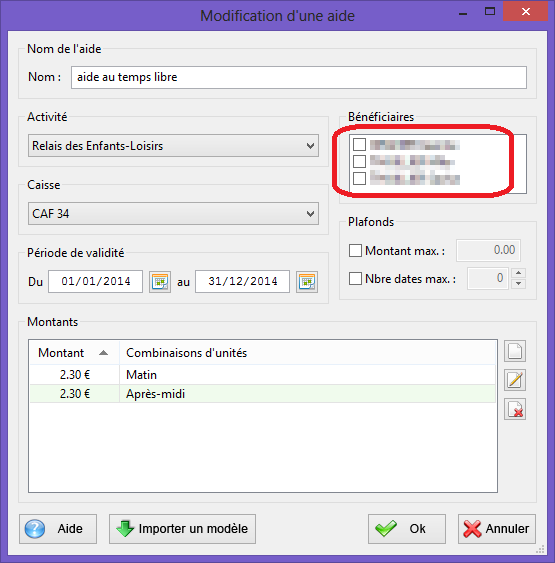 Modification d'une aide
Nom de l'aide
Nom : aide au temps libre
Activité
Relais des Enfants-Loisirs
Bénéficiaires
Caisse
CAF 34
Plafonds
Montant max. : 0.00
Nbre dates max. : 0
Période de validité
Du 01/01/2014 au 31/12/2014
Montants
Montant Combinaisons d'unités
2.30 € Matin
2.30 € Après-midi
Aide Importer un modèle Ok Annuler